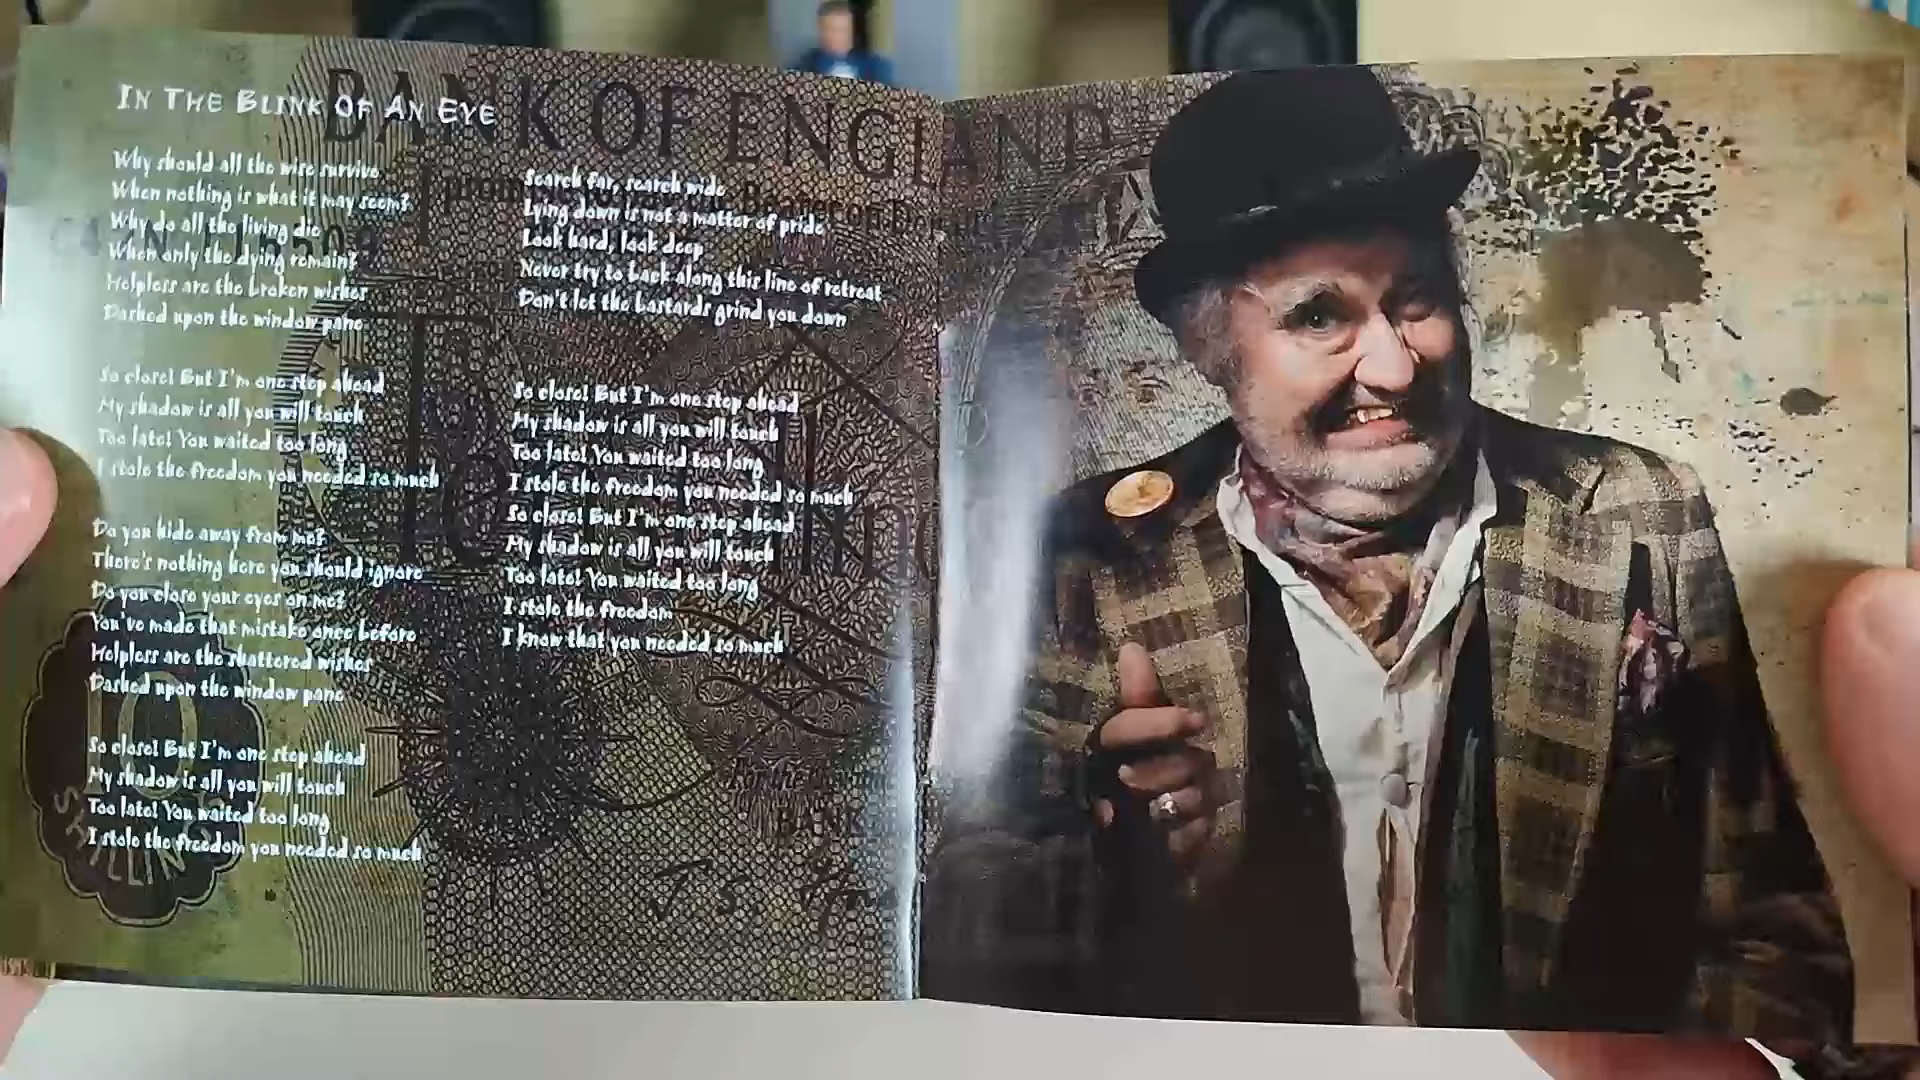 IN THE BLINK OF AN EYE
Why should all the wise survive
When nothing is what it may seem?
Why do all the living die
When only the dying remain?
Helpless are the broken wishes
Dashed upon the window pane
So close! But I'm one step ahead
My shadow is all you will touch
Too late! You waited too long
I stole the freedom you needed so much
Do you hide away from me?
There's nothing here you should ignore
Do you close your eyes on me?
You've made that mistake once before
Helpless are the shattered wishes
Dashed upon the window pane
So close! But I'm one step ahead
My shadow is all you will touch
Too late! You waited too long
I stole the freedom you needed so much
Search far, search wide
Lying down is not a matter of pride
Look hard, look deep
Never try to back along this line of retreat
Don't let the bastards grind you down
So close! But I'm one step ahead
My shadow is all you will touch
Too late! You waited too long
I stole the freedom you needed so much
So close! But I'm one step ahead
My shadow is all you will touch
Too late! You waited too long
I stole the freedom
I know that you needed so much
BANK OF ENGLAND
10
SHILLINGS